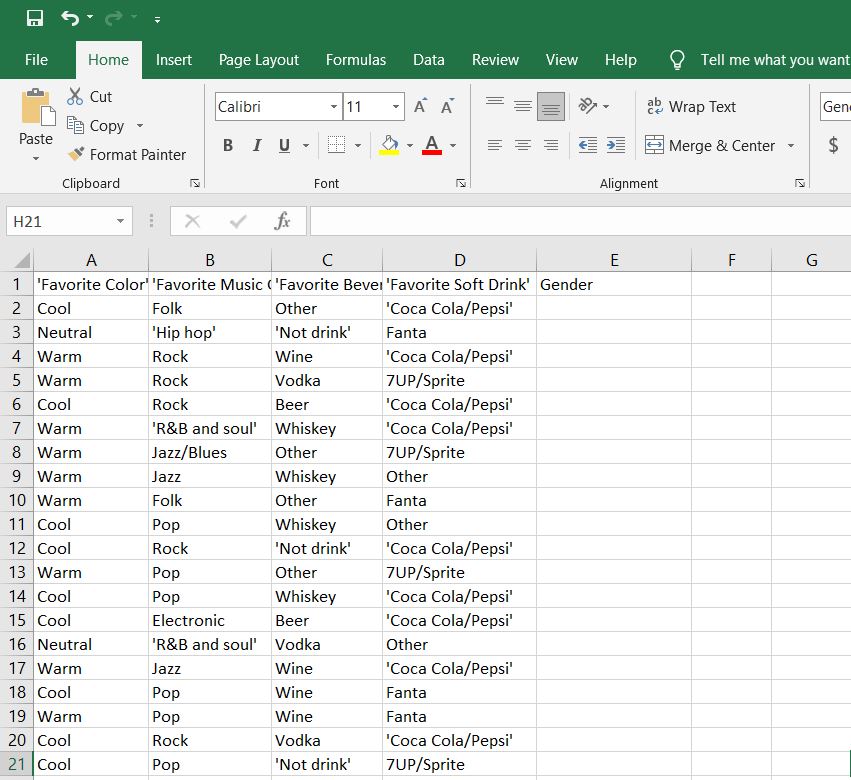 File Home Insert Page Layout Formulas Data Review View Help Tell me what you want
Cut
Calibri 11 A A ab Wrap Text Gene
Copy
Paste
Format Painter B I U A Merge & Center $
Clipboard Font Alignment
H21 fx
A B C D E F G
1 'Favorite Color' 'Favorite Music 'Favorite Bever 'Favorite Soft Drink' Gender
2 Cool Folk Other 'Coca Cola/Pepsi'
3 Neutral 'Hip hop' 'Not drink' Fanta
4 Warm Rock Wine 'Coca Cola/Pepsi'
5 Warm Rock Vodka 7UP/Sprite
6 Cool Rock Beer 'Coca Cola/Pepsi'
7 Warm 'R&B and soul' Whiskey 'Coca Cola/Pepsi'
8 Warm Jazz/Blues Other 7UP/Sprite
9 Warm Jazz Whiskey Other
10 Warm Folk Other Fanta
11 Cool Pop Whiskey Other
12 Cool Rock 'Not drink' 'Coca Cola/Pepsi'
13 Warm Pop Other 7UP/Sprite
14 Cool Pop Whiskey 'Coca Cola/Pepsi'
15 Cool Electronic Beer 'Coca Cola/Pepsi'
16 Neutral 'R&B and soul' Vodka Other
17 Warm Jazz Wine 'Coca Cola/Pepsi'
18 Cool Pop Wine Fanta
19 Warm Pop Wine Fanta
20 Cool Rock Vodka 'Coca Cola/Pepsi'
21 Cool Pop 'Not drink' 7UP/Sprite